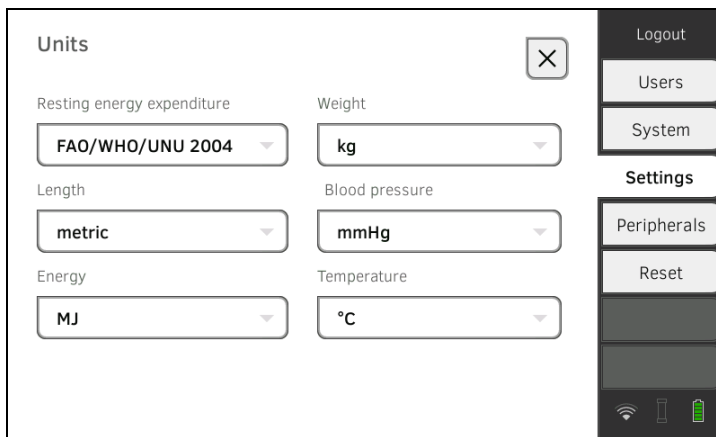 Units
Resting energy expenditure
FAO/WHO/UNU 2004
Weight
kg
Length
metric
Blood pressure
mmHg
Energy
MJ
Temperature
°C
Logout
Users
System
Settings
Peripherals
Reset